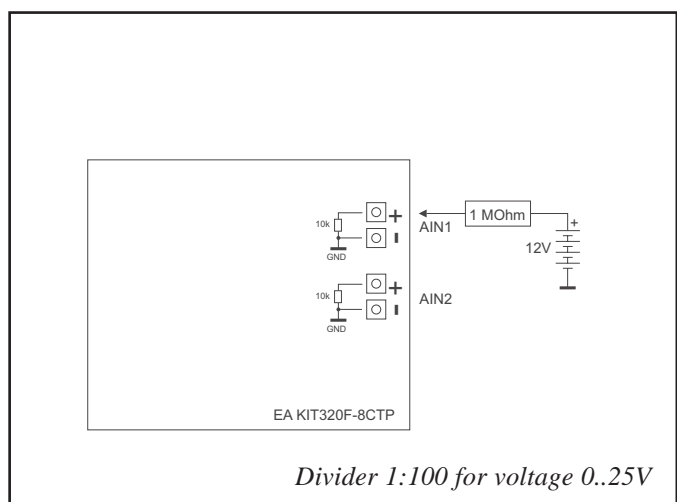 10k
+
-
GND
AIN1
1 MOhm
+
12V
10k
+
-
GND
AIN2
EA KIT320F-8CTP
Divider 1:100 for voltage 0..25V